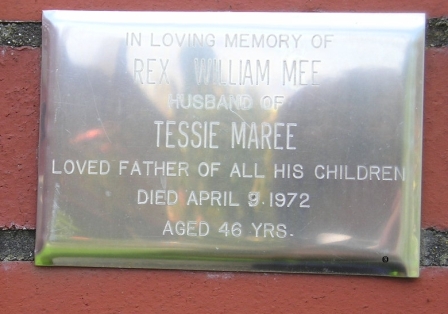 IN LOVING MEMORY OF
REX WILLIAM MEE
HUSBAND OF
TESSIE MAREE
LOVED FATHER OF ALL HIS CHILDREN
DIED APRIL 9. 1972
AGED 46 YRS.